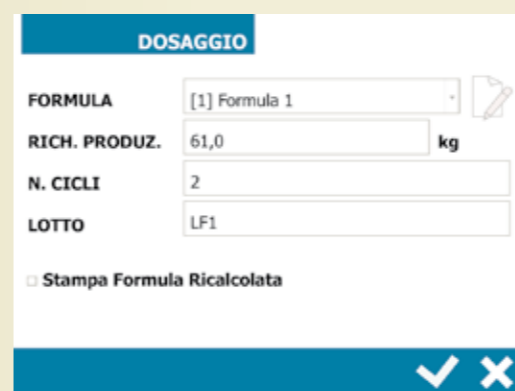 DOSAGGIO
FORMULA [1] Formula 1
RICH. PRODUZ. 61,0 kg
N. CICLI 2
LOTTO LF1
Stampa Formula Ricalcolata